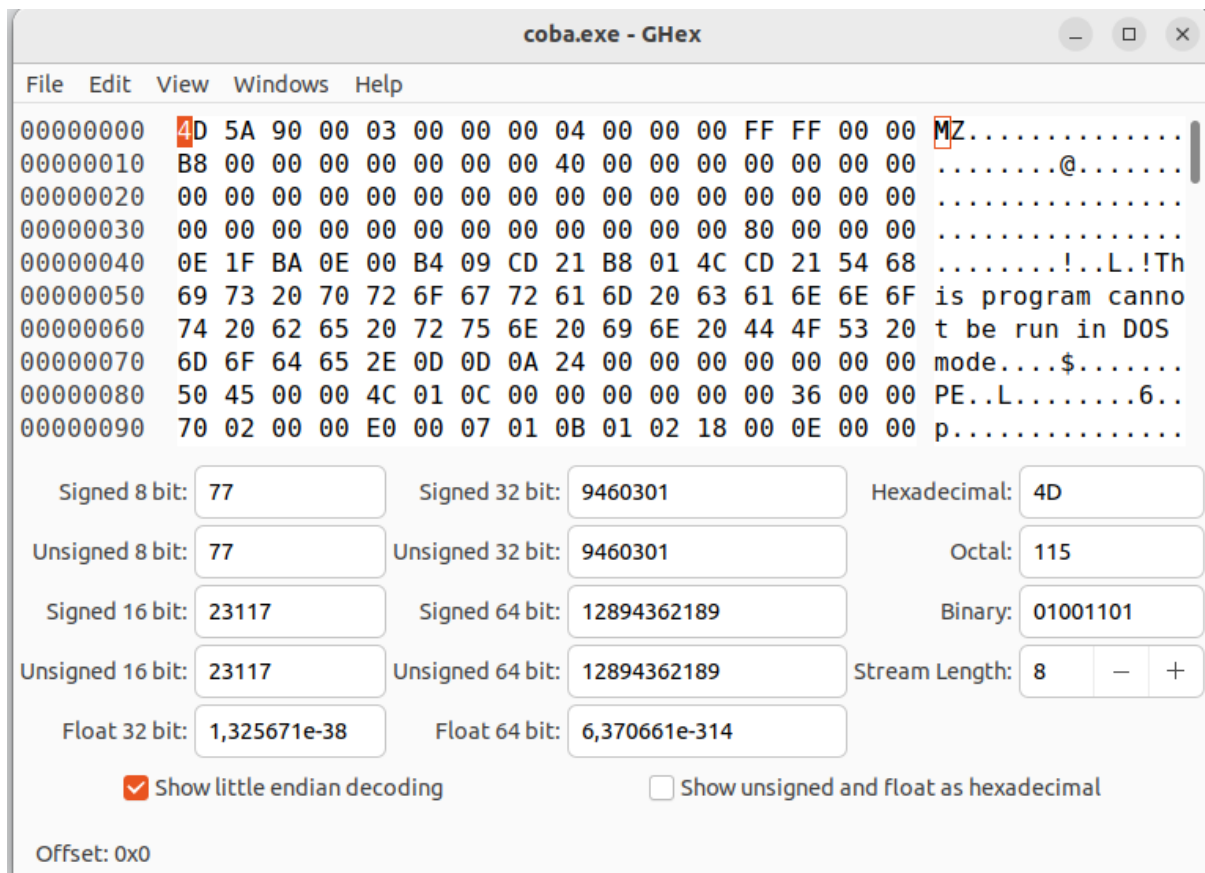 coba.exe - GHex
File Edit View Windows Help
00000000 4D 5A 90 00 03 00 00 00 04 00 00 00 FF FF 00 00 MZ..............
00000010 B8 00 00 00 00 00 00 00 40 00 00 00 00 00 00 00 ........@.......
00000020 00 00 00 00 00 00 00 00 00 00 00 00 00 00 00 00 ................
00000030 00 00 00 00 00 00 00 00 00 00 00 00 80 00 00 00 ................
00000040 0E 1F BA 0E 00 B4 09 CD 21 B8 01 4C CD 21 54 68 ........!..L.!Th
00000050 69 73 20 70 72 6F 67 72 61 6D 20 63 61 6E 6E 6F is program canno
00000060 74 20 62 65 20 72 75 6E 20 69 6E 20 44 4F 53 20 t be run in DOS
00000070 6D 6F 64 65 2E 0D 0D 0A 24 00 00 00 00 00 00 00 mode....$.......
00000080 50 45 00 00 4C 01 0C 00 00 00 00 00 00 36 00 00 PE..L........6..
00000090 70 02 00 00 E0 00 07 01 0B 01 02 18 00 0E 00 00 p...............
Signed 8 bit: 77 Signed 32 bit: 9460301 Hexadecimal: 4D
Unsigned 8 bit: 77 Unsigned 32 bit: 9460301 Octal: 115
Signed 16 bit: 23117 Signed 64 bit: 12894362189 Binary: 01001101
Unsigned 16 bit: 23117 Unsigned 64 bit: 12894362189 Stream Length: 8 − +
Float 32 bit: 1,325671e-38 Float 64 bit: 6,370661e-314
Show little endian decoding Show unsigned and float as hexadecimal
Offset: 0x0